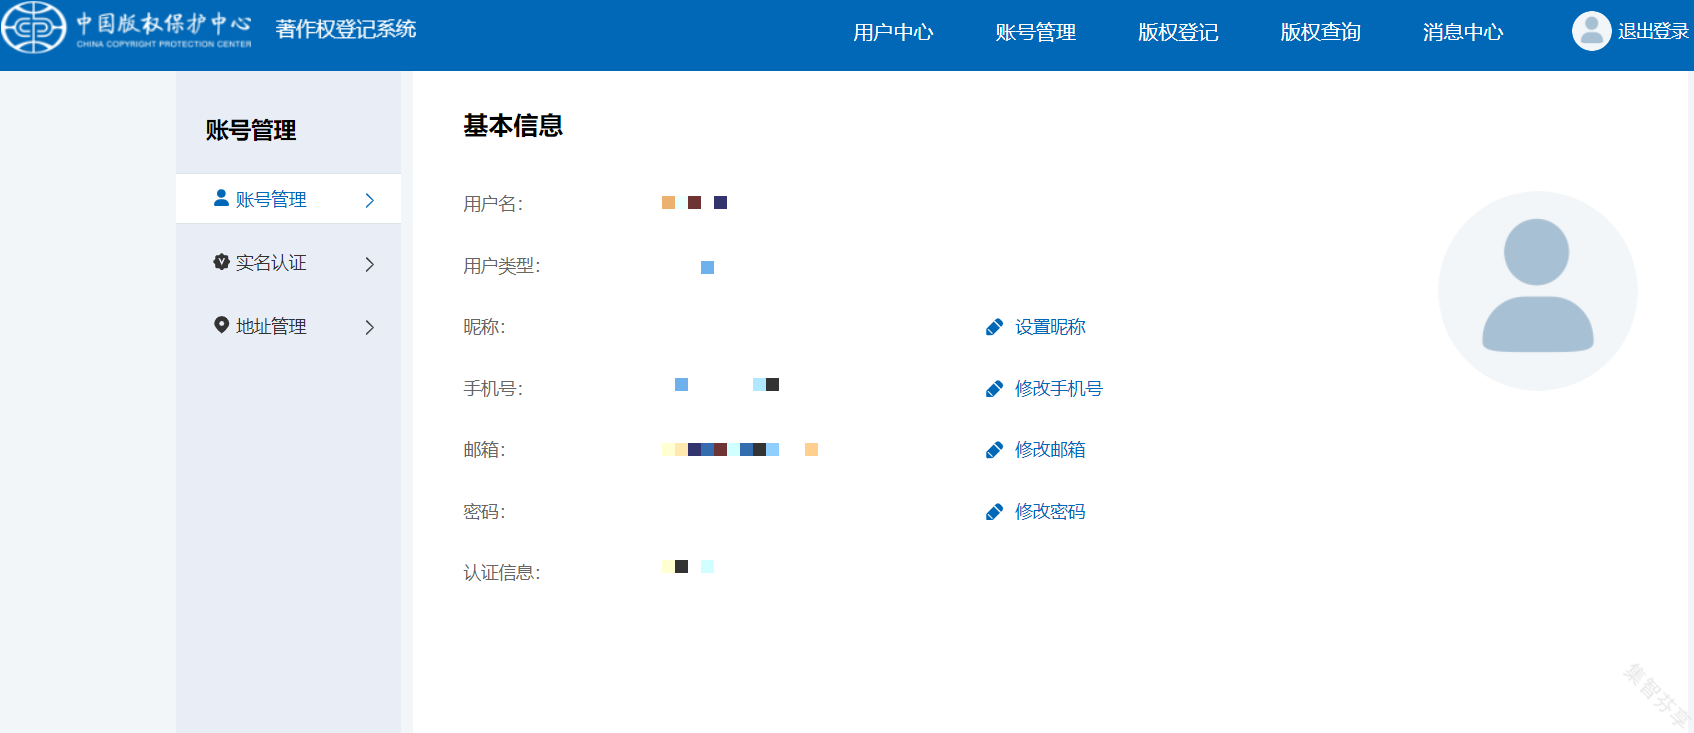 中国版权保护中心
CHINA COPYRIGHT PROTECTION CENTER
著作权登记系统
用户中心
账号管理
版权登记
版权查询
消息中心
退出登录
账号管理
账号管理
实名认证
地址管理
基本信息
用户名：
用户类型：
昵称：
设置昵称
手机号：
修改手机号
邮箱：
修改邮箱
密码：
修改密码
认证信息：
集智芬享